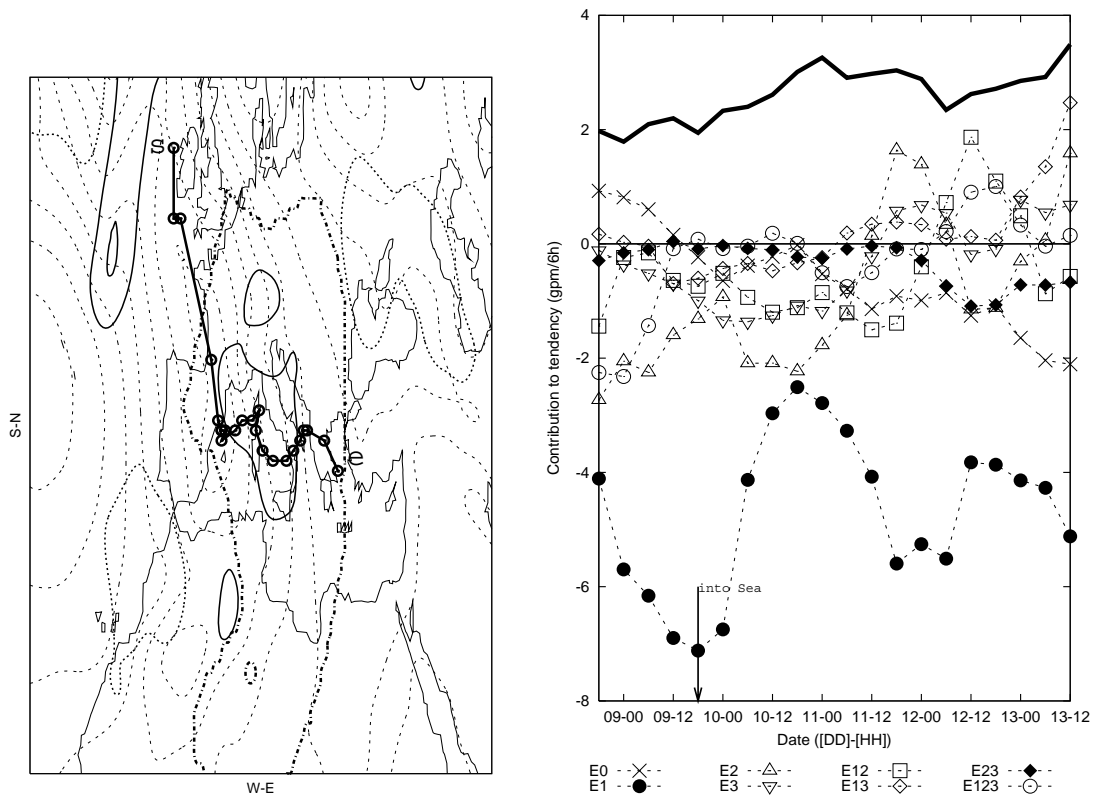 S
e
S-N
W-E
4
2
0
-2
-4
-6
-8
Contribution to tendency (gpm/6h)
into Sea
09-00 09-12 10-00 10-12 11-00 11-12 12-00 12-12 13-00 13-12
Date ([DD]-[HH])
E0 E2 E12 E23
E1 E3 E13 E123